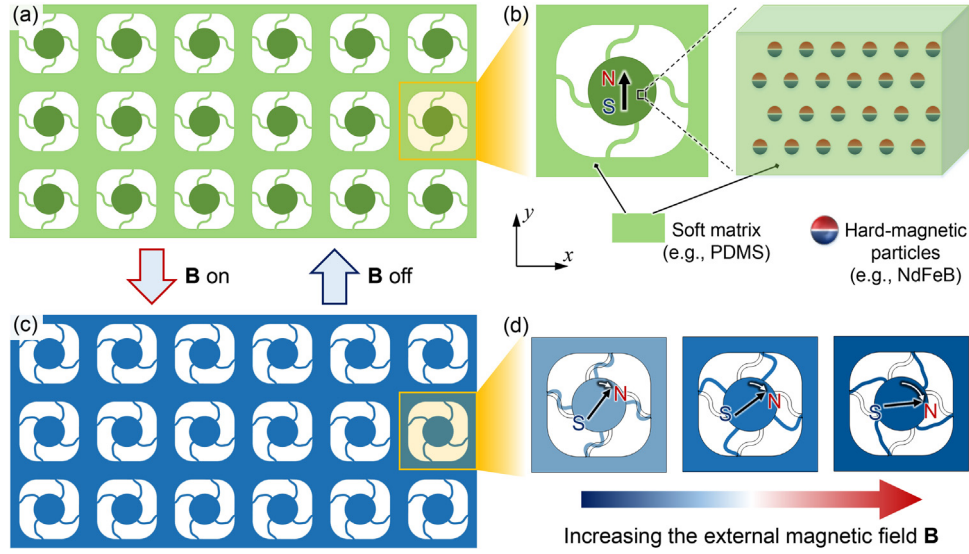 (a)
(b)
N
S
y
x
Soft matrix
(e.g., PDMS)
Hard-magnetic
particles
(e.g., NdFeB)
B on
B off
(c)
(d)
S N
S N
S N
Increasing the external magnetic field B